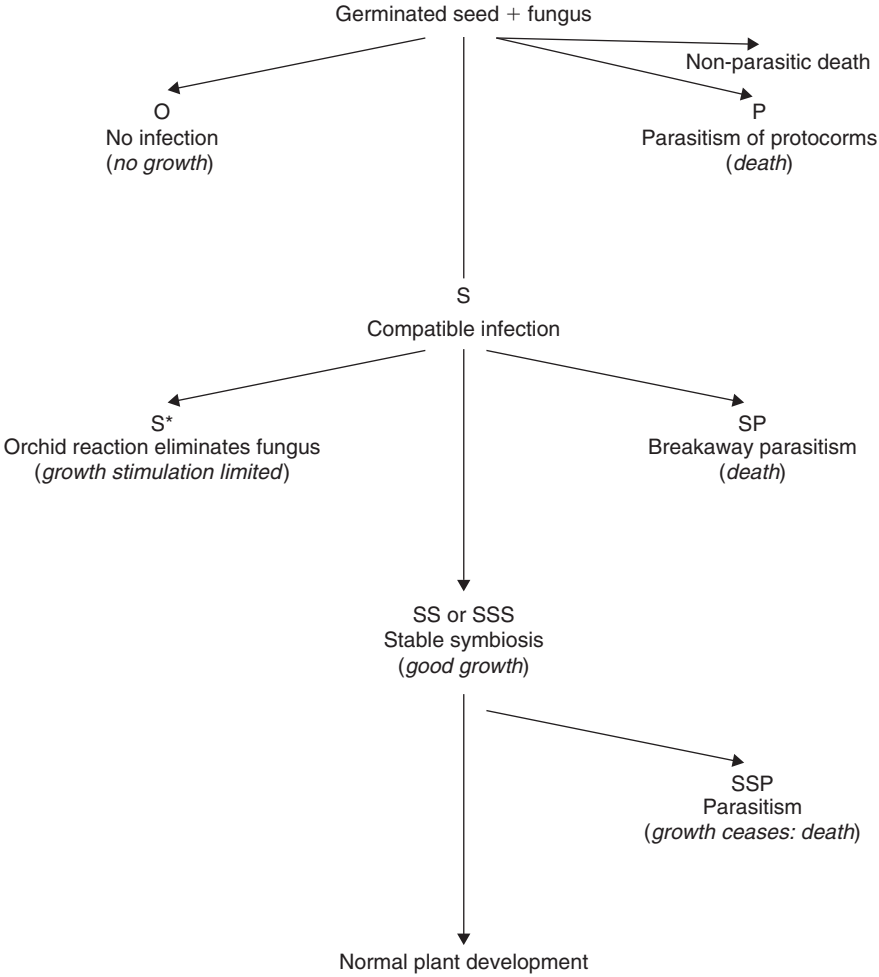 Germinated seed + fungus
Non-parasitic death
O
No infection
(no growth)
P
Parasitism of protocorms
(death)
S
Compatible infection
S*
Orchid reaction eliminates fungus
(growth stimulation limited)
SP
Breakaway parasitism
(death)
SS or SSS
Stable symbiosis
(good growth)
SSP
Parasitism
(growth ceases: death)
Normal plant development